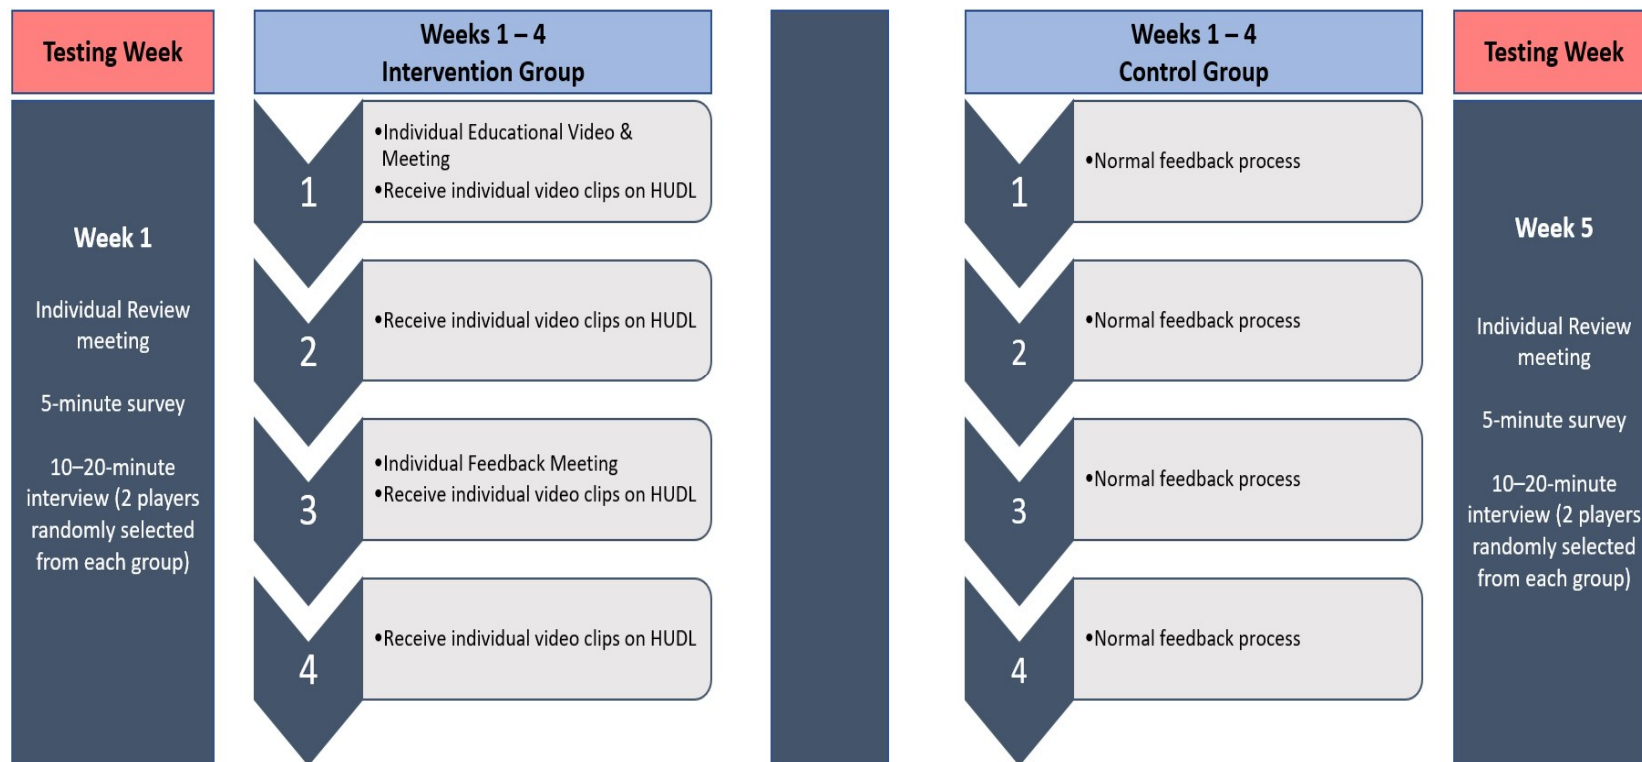 Testing Week
Week 1
Individual Review
meeting
5-minute survey
10–20-minute
interview (2 players
randomly selected
from each group)
Weeks 1 – 4
Intervention Group
1
•Individual Educational Video &
Meeting
•Receive individual video clips on HUDL
2
•Receive individual video clips on HUDL
3
•Individual Feedback Meeting
•Receive individual video clips on HUDL
4
•Receive individual video clips on HUDL
Weeks 1 – 4
Control Group
1
•Normal feedback process
2
•Normal feedback process
3
•Normal feedback process
4
•Normal feedback process
Testing Week
Week 5
Individual Review
meeting
5-minute survey
10–20-minute
interview (2 players
randomly selected
from each group)